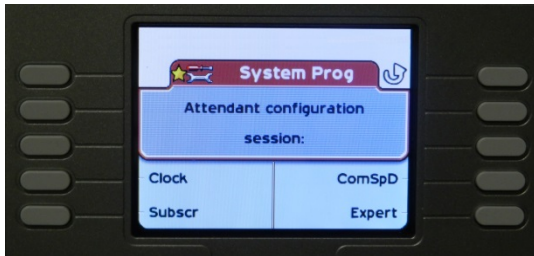 System Prog
Attendant configuration
session:
Clock ComSpD
Subscr Expert